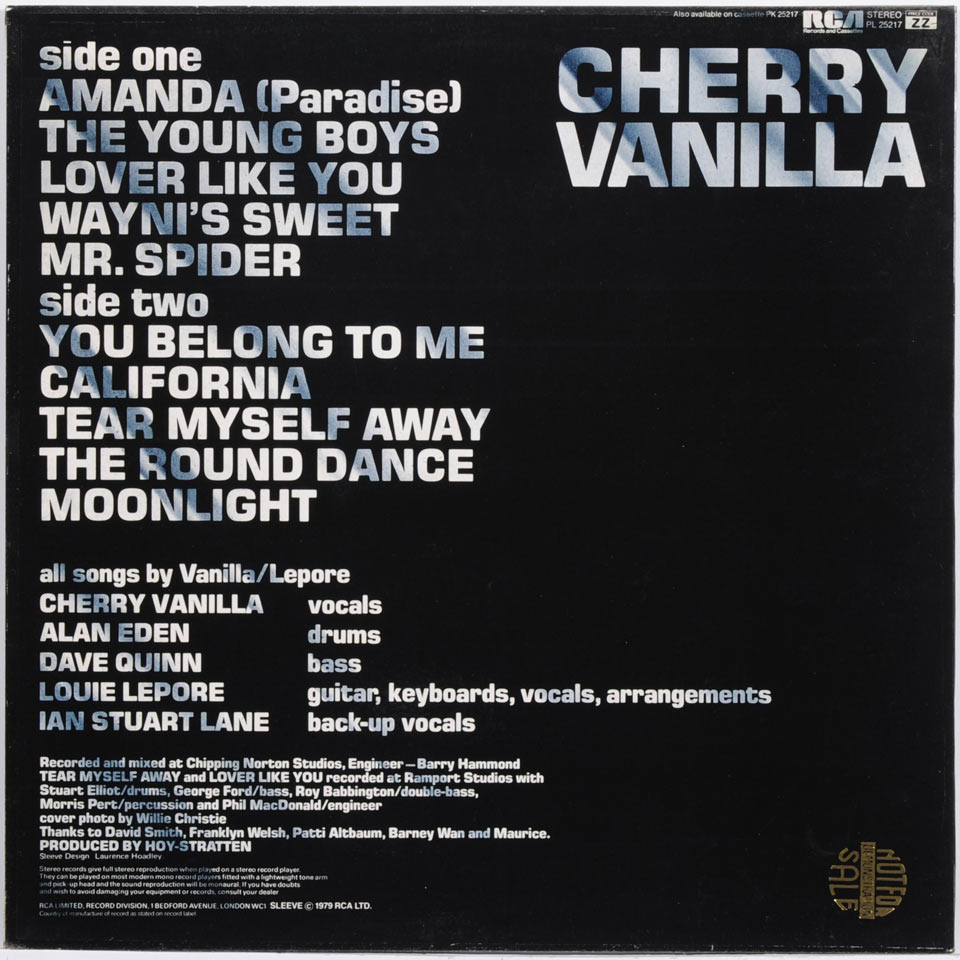 Also available on cassette PK 25217
RCA
Records and Cassettes
STEREO
PL 25217
PRICE CODE
ZZ
CHERRY
VANILLA
side one
AMANDA (Paradise)
THE YOUNG BOYS
LOVER LIKE YOU
WAYNI'S SWEET
MR. SPIDER
side two
YOU BELONG TO ME
CALIFORNIA
TEAR MYSELF AWAY
THE ROUND DANCE
MOONLIGHT
all songs by Vanilla/Lepore
CHERRY VANILLA vocals
ALAN EDEN drums
DAVE QUINN bass
LOUIE LEPORE guitar, keyboards, vocals, arrangements
IAN STUART LANE back-up vocals
Recorded and mixed at Chipping Norton Studios, Engineer – Barry Hammond
TEAR MYSELF AWAY and LOVER LIKE YOU recorded at Ramport Studios with
Stuart Elliot/drums, George Ford/bass, Roy Babbington/double-bass,
Morris Pert/percussion and Phil MacDonald/engineer
cover photo by Willie Christie
Thanks to David Smith, Franklyn Welsh, Patti Altbaum, Barney Wan and Maurice.
PRODUCED BY HOY-STRATTEN
Sleeve Design Laurence Hoadley
Stereo records give full stereo reproduction when played on a stereo record player.
They can be played on most modern mono record players fitted with a lightweight tone arm
and pick-up head and the sound reproduction will be monaural. If you have doubts
and wish to avoid damaging your equipment or records, consult your dealer
RCA LIMITED, RECORD DIVISION, 1 BEDFORD AVENUE, LONDON WC1 SLEEVE © 1979 RCA LTD.
Country of manufacture of record as stated on record label
NOT FOR
SALE